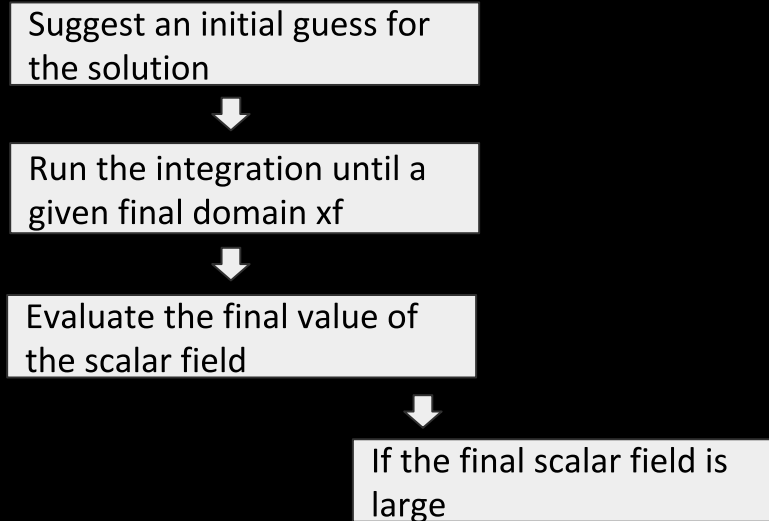 Suggest an initial guess for
the solution
Run the integration until a
given final domain xf
Evaluate the final value of
the scalar field
If the final scalar field is
large